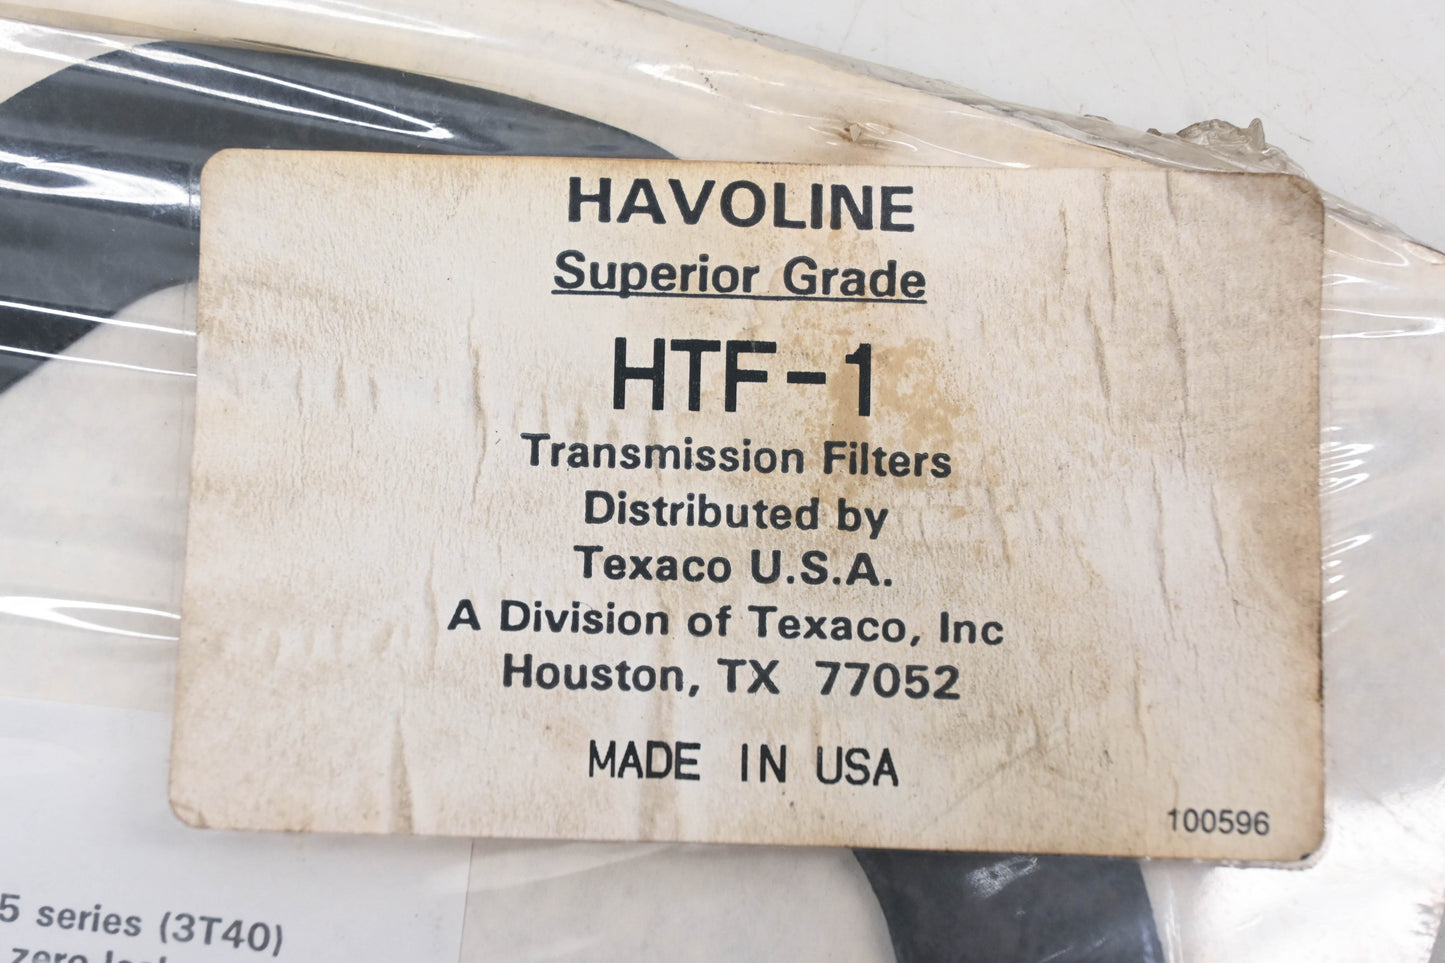 HAVOLINE
Superior Grade
HTF-1
Transmission Filters
Distributed by
Texaco U.S.A.
A Division of Texaco, Inc
Houston, TX 77052
MADE IN USA
100596
5 series (3T40)
zero